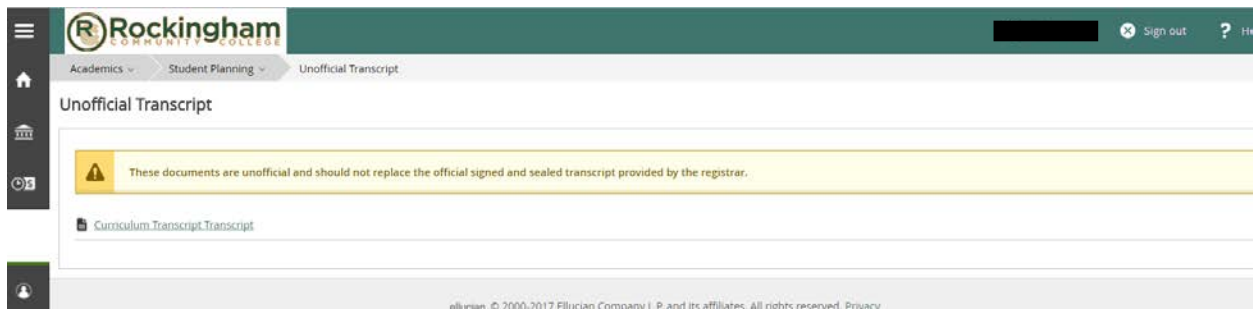 Rockingham
COMMUNITY COLLEGE
Sign out
? He
Academics
Student Planning
Unofficial Transcript
Unofficial Transcript
These documents are unofficial and should not replace the official signed and sealed transcript provided by the registrar.
Curriculum Transcript Transcript
ellucian © 2000-2017 Ellucian Company L.P. and its affiliates. All rights reserved. Privacy